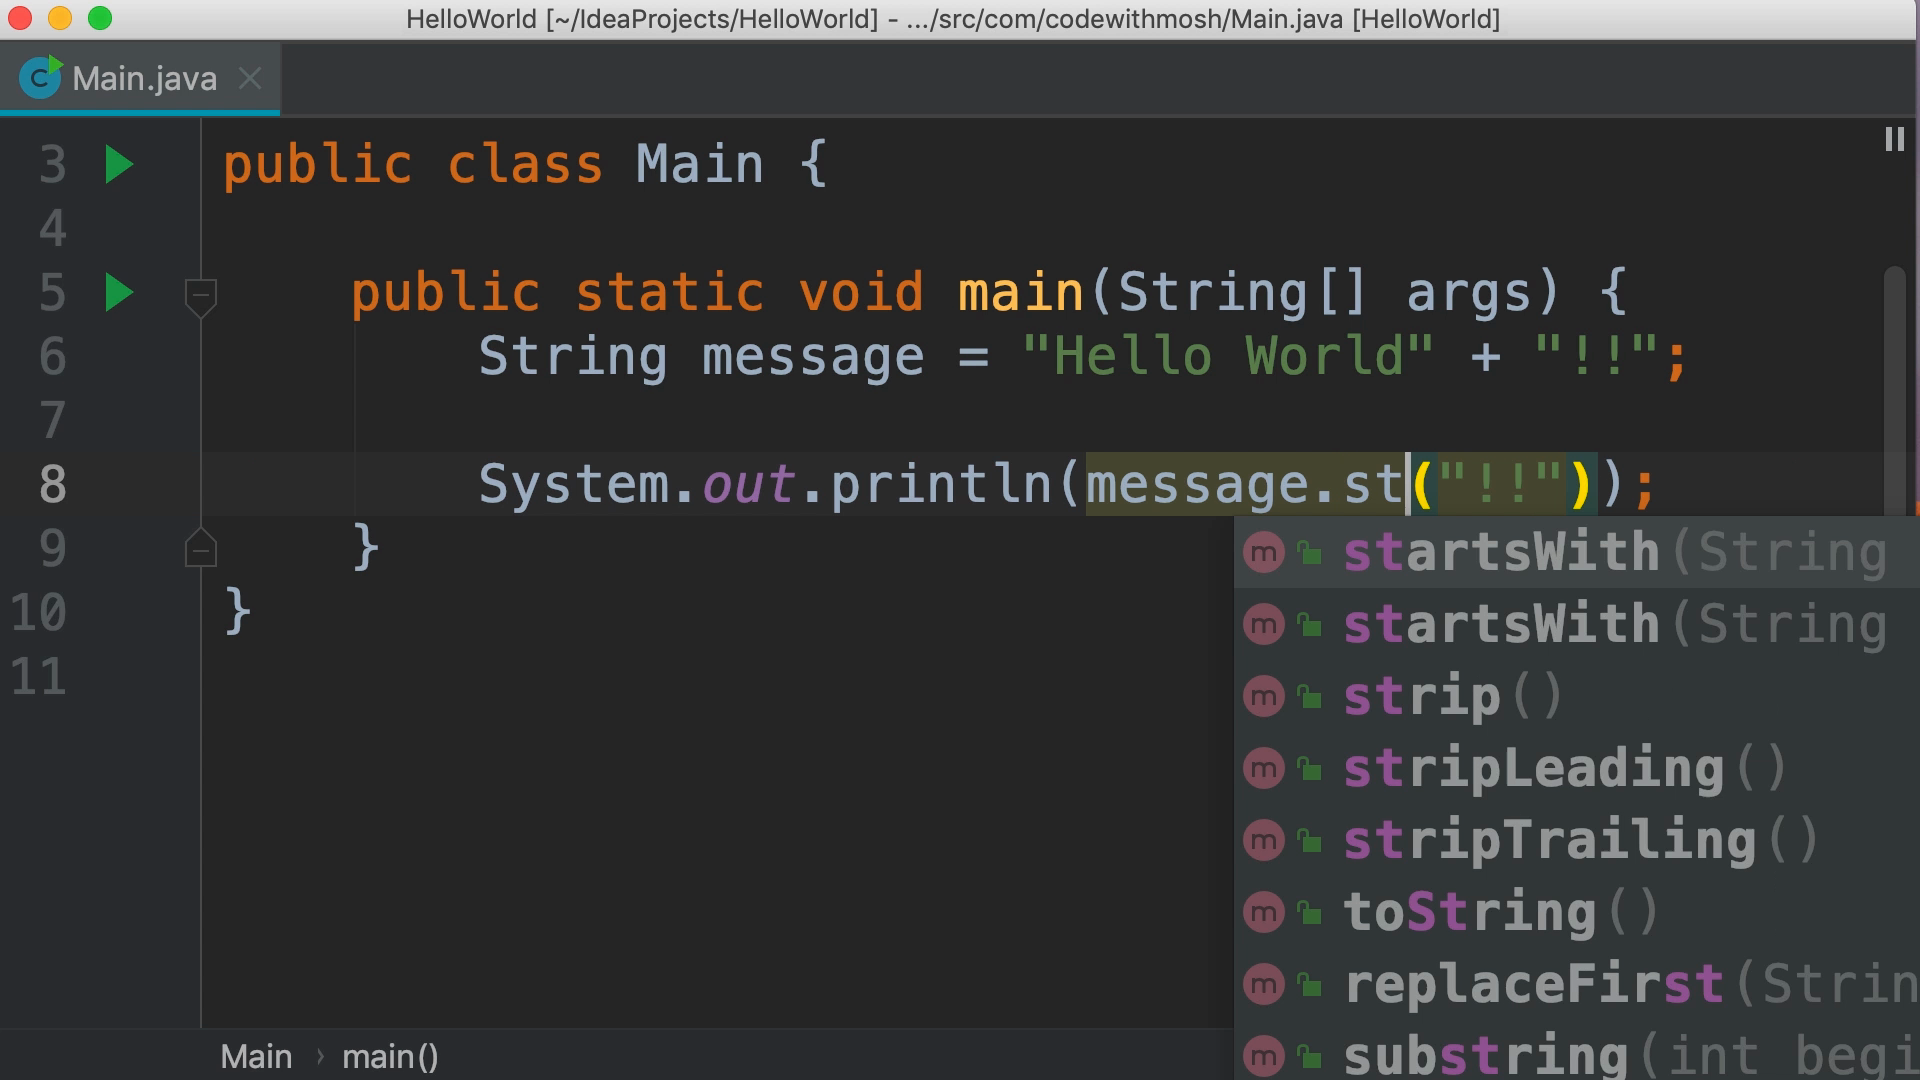 HelloWorld [~/IdeaProjects/HelloWorld] - .../src/com/codewithmosh/Main.java [HelloWorld]
Main.java
3 public class Main {
4
5 public static void main(String[] args) {
6 String message = "Hello World" + "!!";
7
8 System.out.println(message.st("!!"));
9 }
10 }
11
startsWith(String
startsWith(String
strip()
stripLeading()
stripTrailing()
toString()
replaceFirst(Strin
substring(int begi
Main › main()